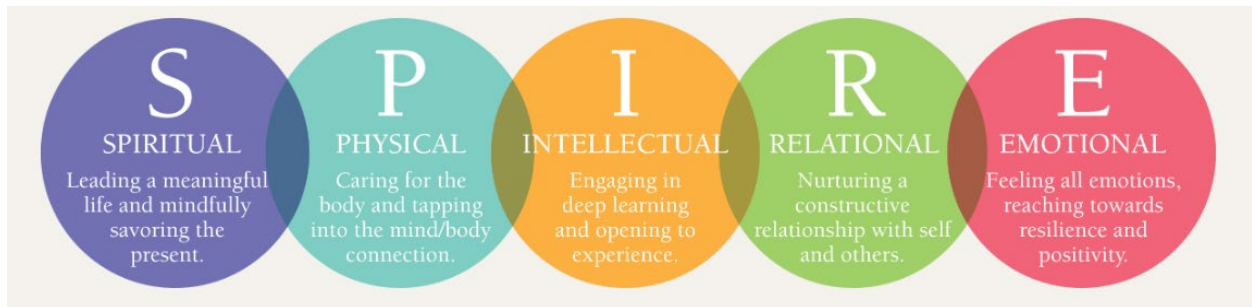 S
SPIRITUAL
Leading a meaningful
life and mindfully
savoring the
present.
P
PHYSICAL
Caring for the
body and tapping
into the mind/body
connection.
I
INTELLECTUAL
Engaging in
deep learning
and opening to
experience.
R
RELATIONAL
Nurturing a
constructive
relationship with self
and others.
E
EMOTIONAL
Feeling all emotions,
reaching towards
resilience and
positivity.